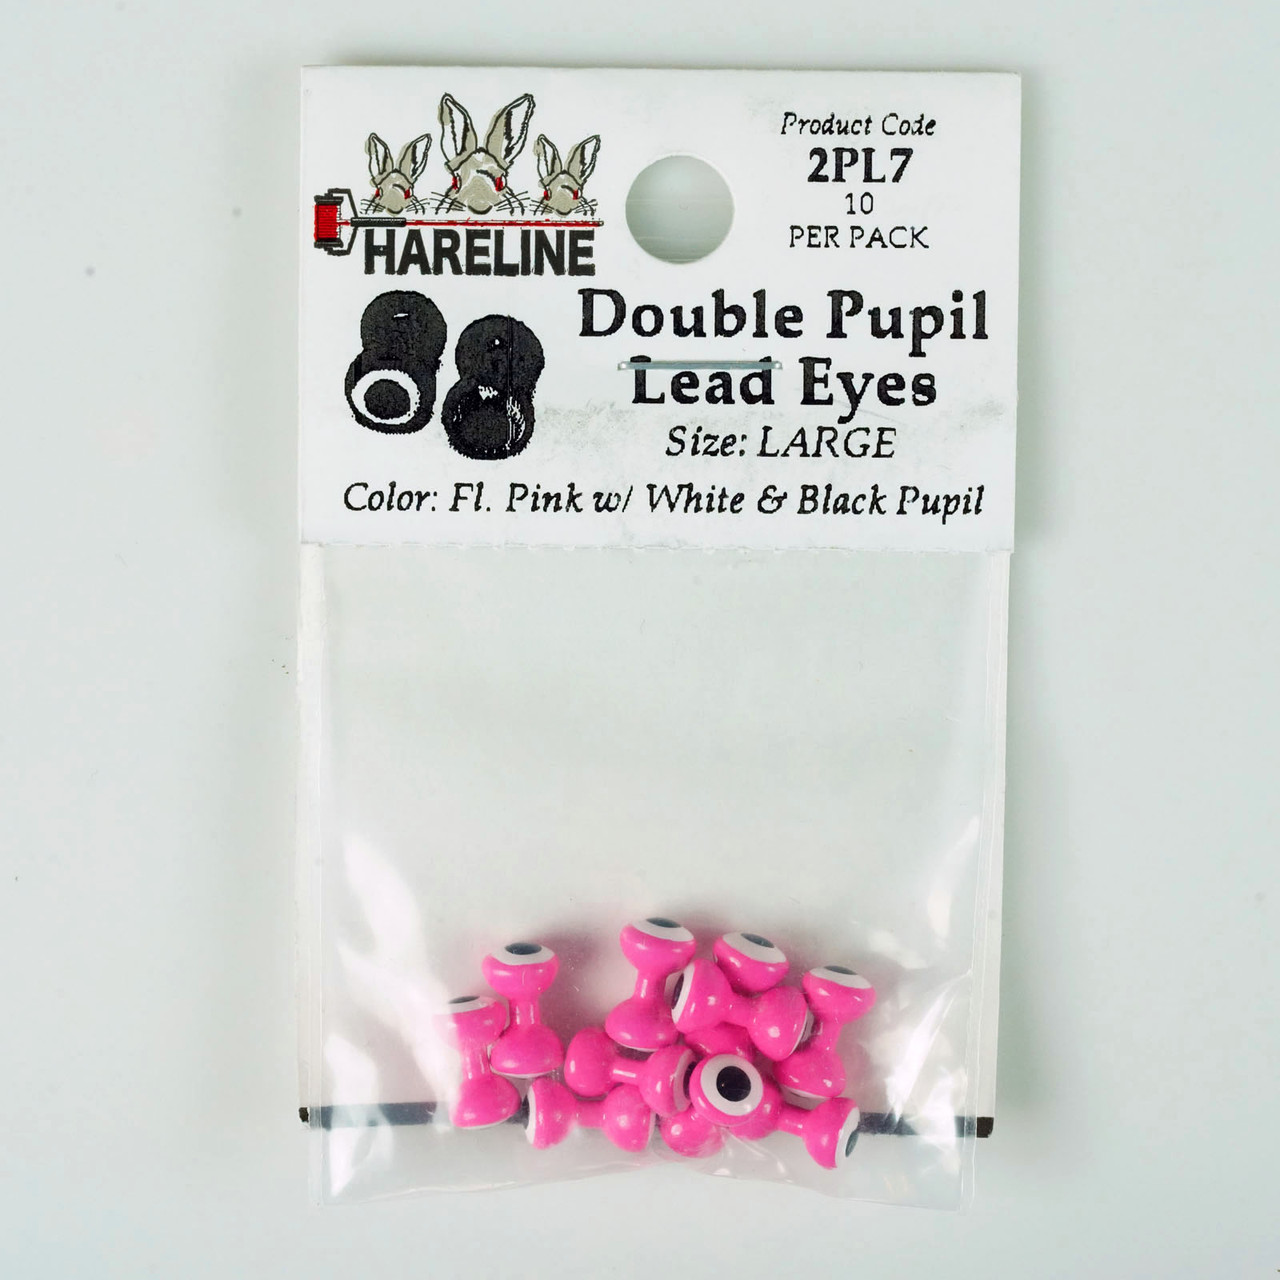 HARELINE
Product Code
2PL7
10
PER PACK
Double Pupil
Lead Eyes
Size: LARGE
Color: Fl. Pink w/ White & Black Pupil